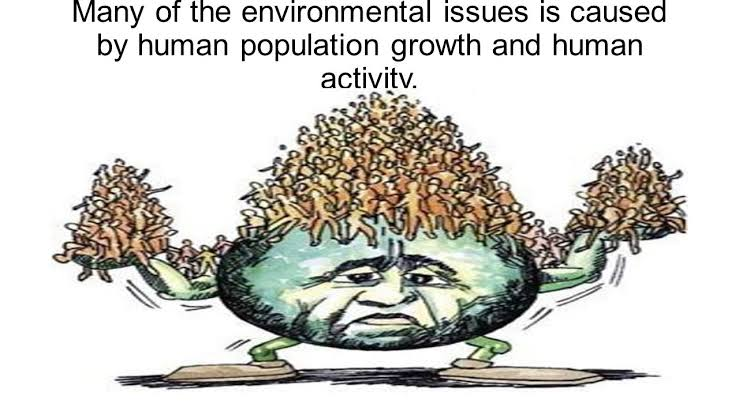 Many of the environmental issues is caused
by human population growth and human
activity.